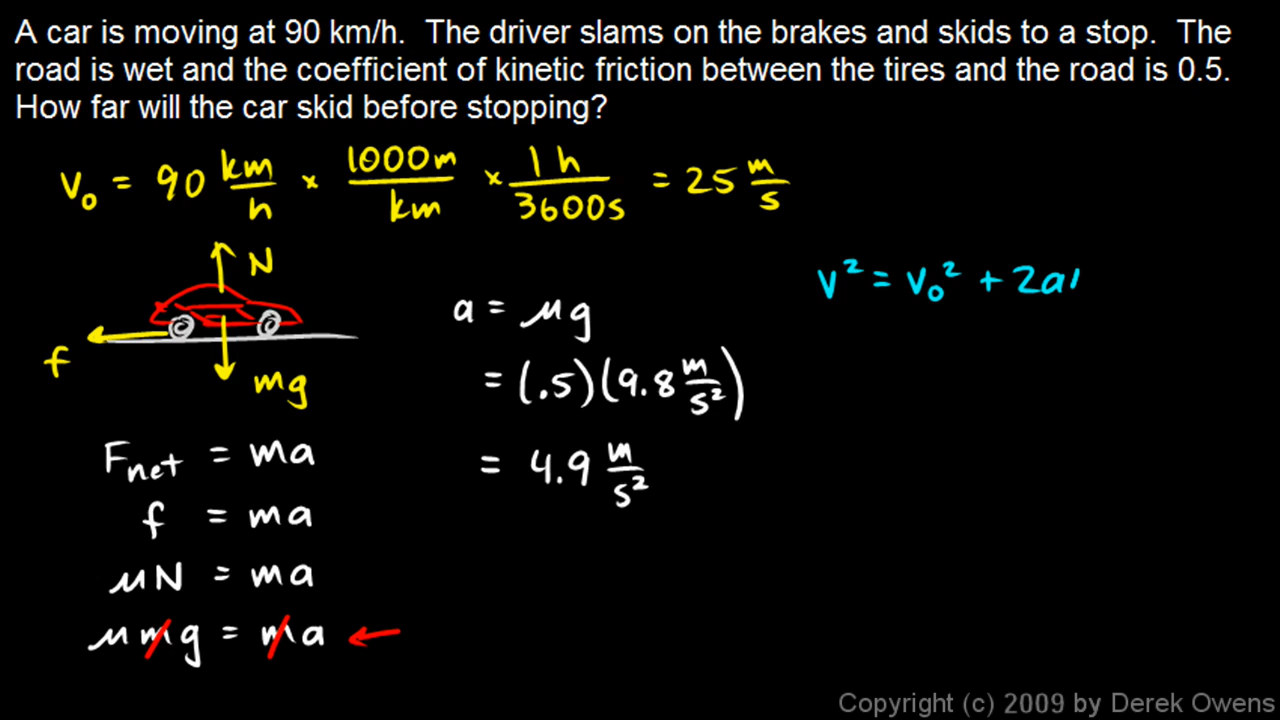 A car is moving at 90 km/h. The driver slams on the brakes and skids to a stop. The
road is wet and the coefficient of kinetic friction between the tires and the road is 0.5.
How far will the car skid before stopping?
v₀ = 90 km/h × 1000m/km × 1h/3600s = 25 m/s
N
f
mg
F_net = ma
f = ma
μN = ma
μmg = ma ←
a = μg
= (.5)(9.8 m/s²)
= 4.9 m/s²
v² = v₀² + 2a
Copyright (c) 2009 by Derek Owens